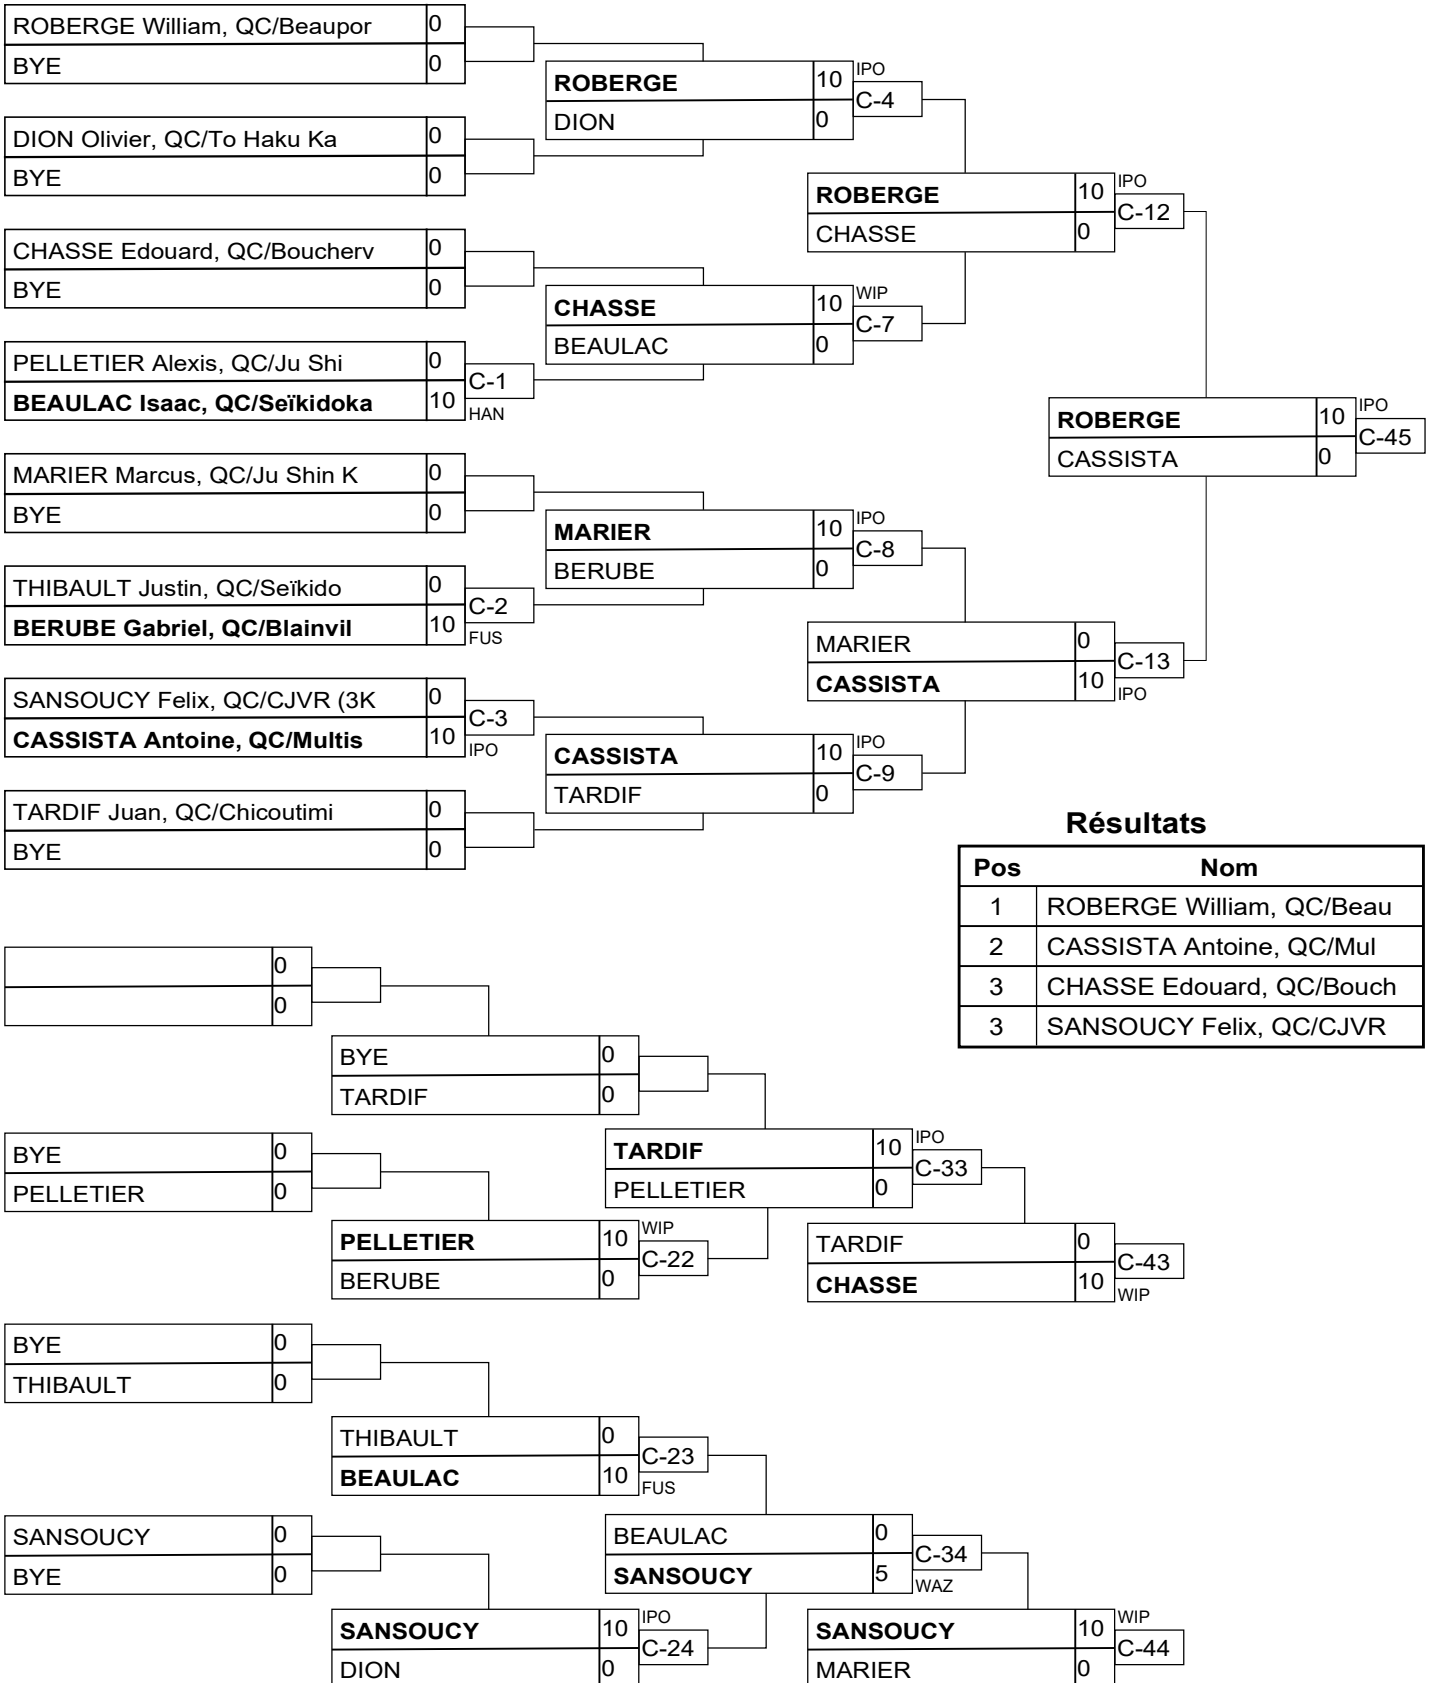 ROBERGE William, QC/Beaupor 0
BYE 0
DION Olivier, QC/To Haku Ka 0
BYE 0
CHASSE Edouard, QC/Boucherv 0
BYE 0
PELLETIER Alexis, QC/Ju Shi 0
BEAULAC Isaac, QC/Seïkidoka 10
C-1
HAN
MARIER Marcus, QC/Ju Shin K 0
BYE 0
THIBAULT Justin, QC/Seïkido 0
BERUBE Gabriel, QC/Blainvil 10
C-2
FUS
SANSOUCY Felix, QC/CJVR (3K 0
CASSISTA Antoine, QC/Multis 10
C-3
IPO
TARDIF Juan, QC/Chicoutimi 0
BYE 0
ROBERGE 10
DION 0
IPO
C-4
CHASSE 10
BEAULAC 0
WIP
C-7
MARIER 10
BERUBE 0
IPO
C-8
CASSISTA 10
TARDIF 0
IPO
C-9
ROBERGE 10
CHASSE 0
IPO
C-12
MARIER 0
CASSISTA 10
C-13
IPO
ROBERGE 10
CASSISTA 0
IPO
C-45
Résultats
Pos Nom
1 ROBERGE William, QC/Beau
2 CASSISTA Antoine, QC/Mul
3 CHASSE Edouard, QC/Bouch
3 SANSOUCY Felix, QC/CJVR
0
0
BYE 0
TARDIF 0
BYE 0
PELLETIER 0
PELLETIER 10
BERUBE 0
WIP
C-22
TARDIF 10
PELLETIER 0
IPO
C-33
TARDIF 0
CHASSE 10
C-43
WIP
BYE 0
THIBAULT 0
THIBAULT 0
BEAULAC 10
C-23
FUS
SANSOUCY 0
BYE 0
SANSOUCY 10
DION 0
IPO
C-24
BEAULAC 0
SANSOUCY 5
C-34
WAZ
SANSOUCY 10
MARIER 0
WIP
C-44